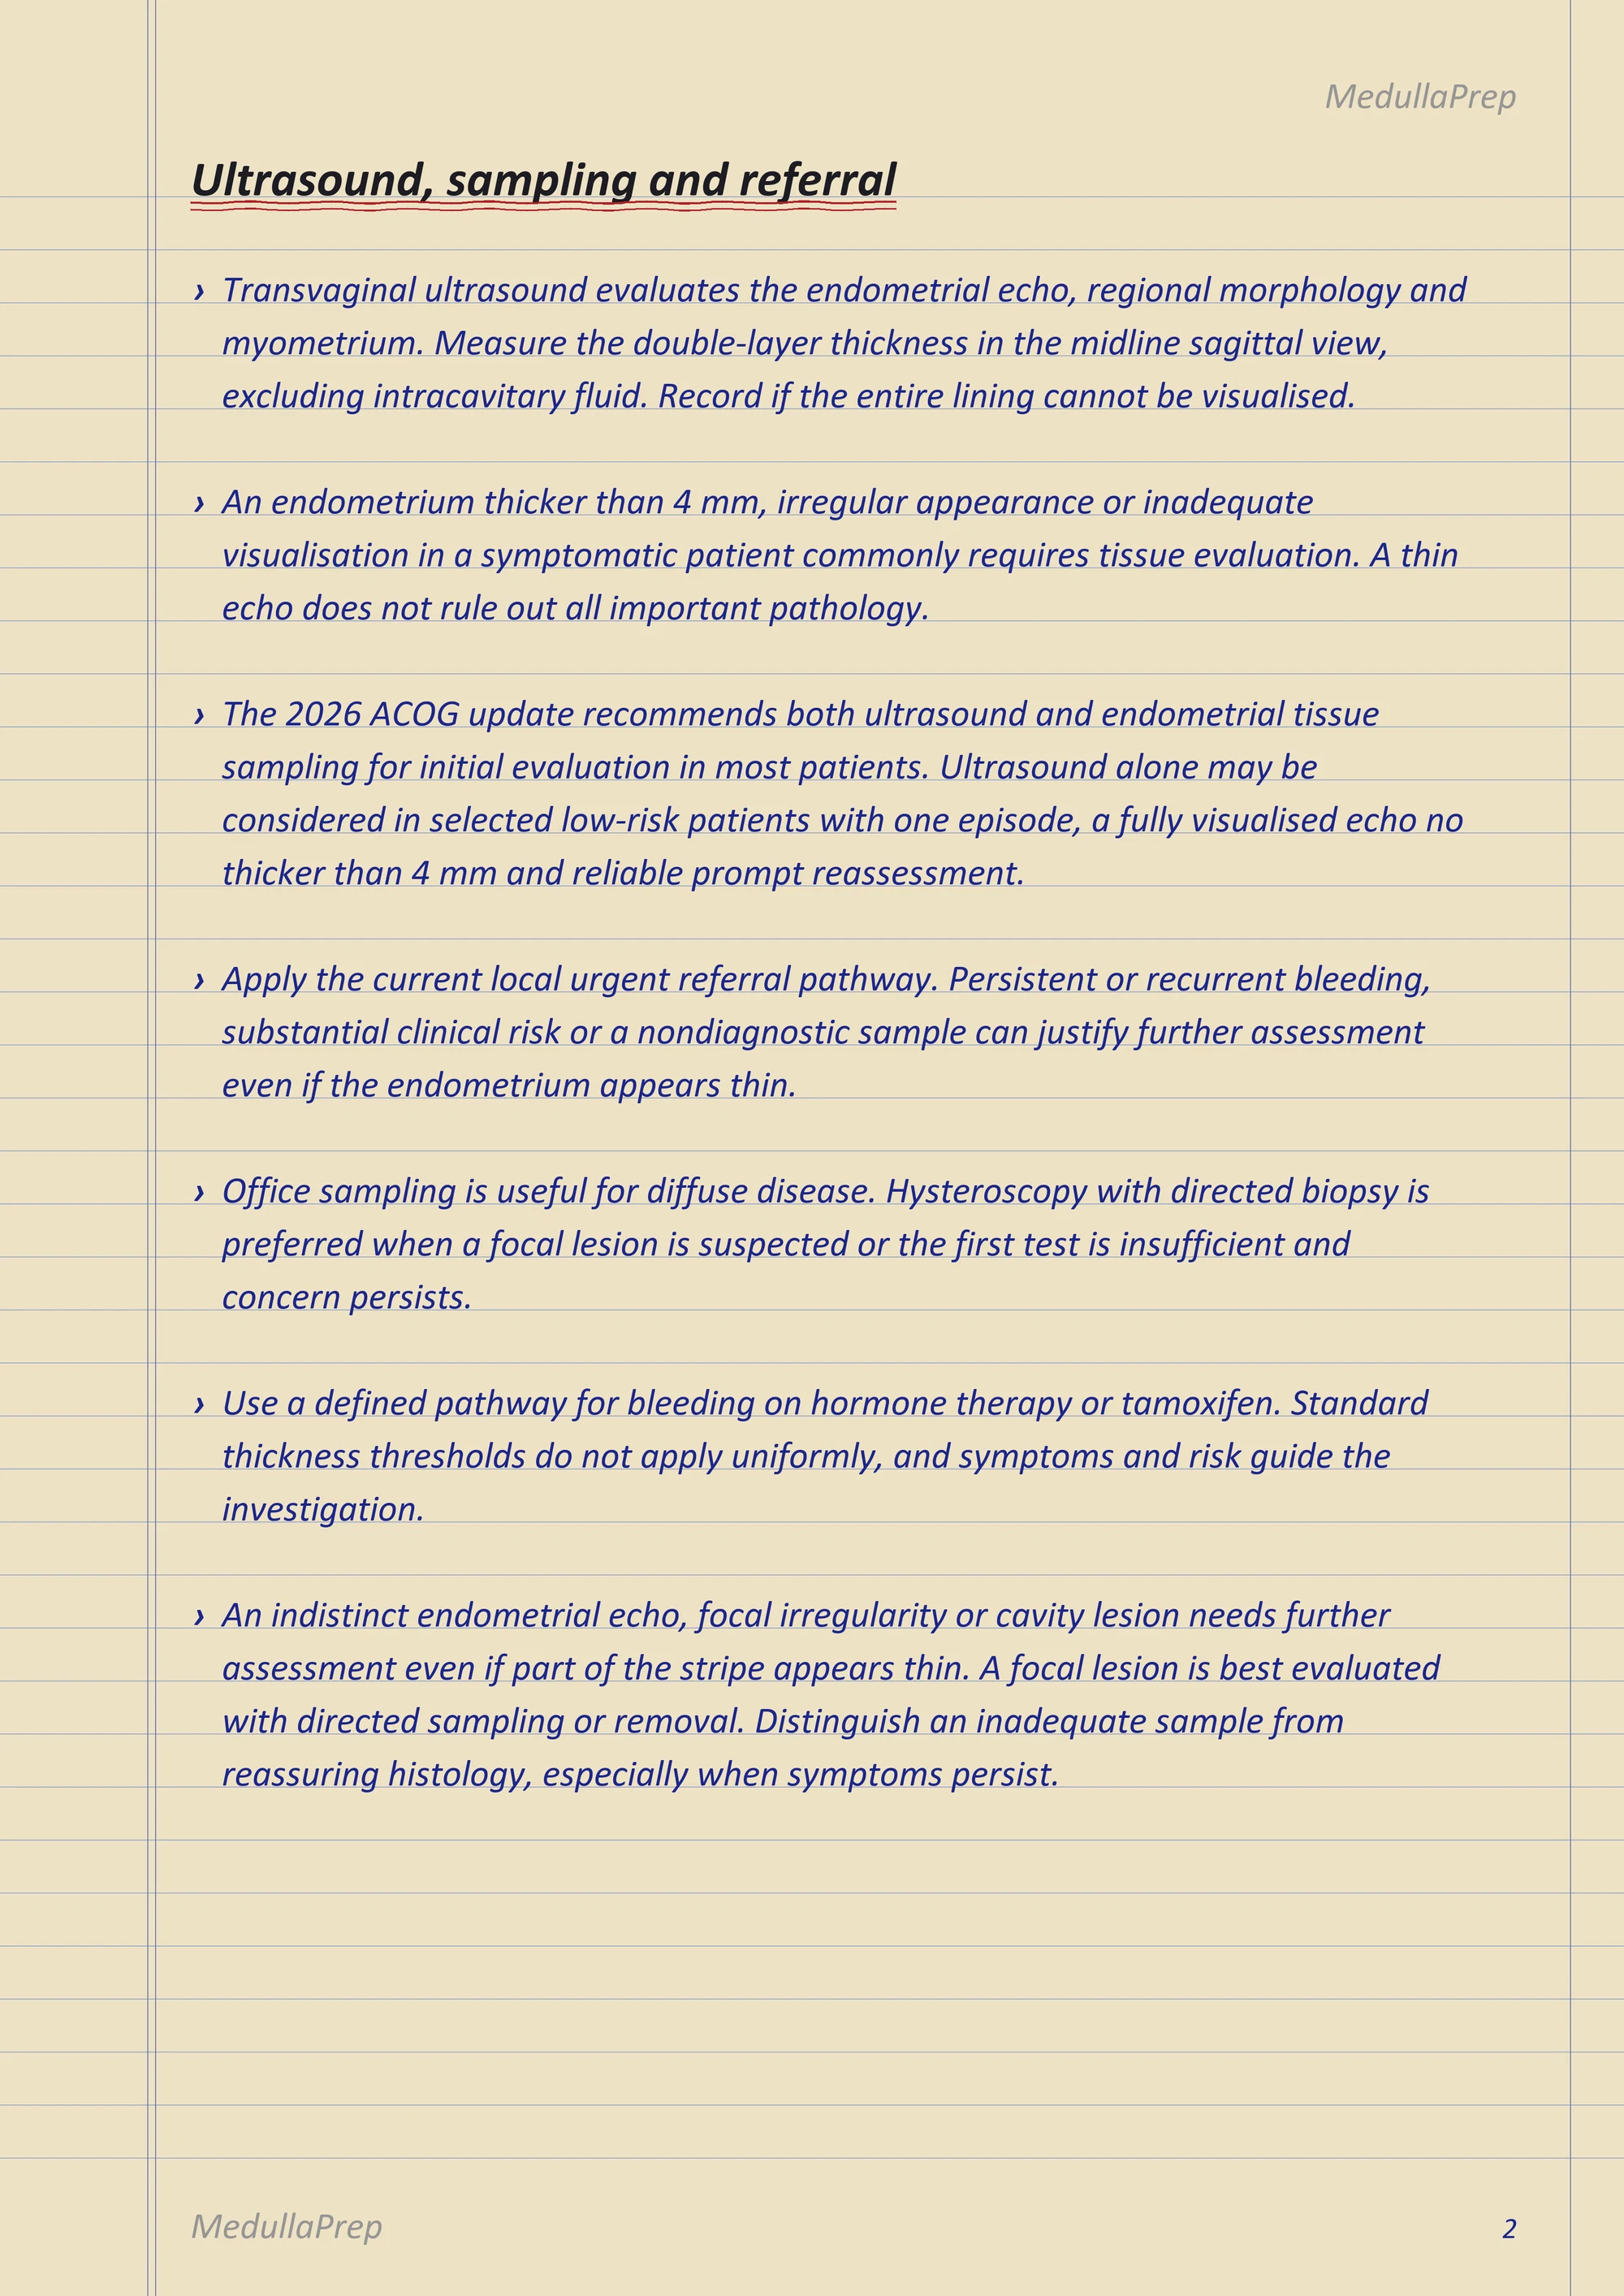 MedullaPrep
Ultrasound, sampling and referral
› Transvaginal ultrasound evaluates the endometrial echo, regional morphology and
myometrium. Measure the double-layer thickness in the midline sagittal view,
excluding intracavitary fluid. Record if the entire lining cannot be visualised.
› An endometrium thicker than 4 mm, irregular appearance or inadequate
visualisation in a symptomatic patient commonly requires tissue evaluation. A thin
echo does not rule out all important pathology.
› The 2026 ACOG update recommends both ultrasound and endometrial tissue
sampling for initial evaluation in most patients. Ultrasound alone may be
considered in selected low-risk patients with one episode, a fully visualised echo no
thicker than 4 mm and reliable prompt reassessment.
› Apply the current local urgent referral pathway. Persistent or recurrent bleeding,
substantial clinical risk or a nondiagnostic sample can justify further assessment
even if the endometrium appears thin.
› Office sampling is useful for diffuse disease. Hysteroscopy with directed biopsy is
preferred when a focal lesion is suspected or the first test is insufficient and
concern persists.
› Use a defined pathway for bleeding on hormone therapy or tamoxifen. Standard
thickness thresholds do not apply uniformly, and symptoms and risk guide the
investigation.
› An indistinct endometrial echo, focal irregularity or cavity lesion needs further
assessment even if part of the stripe appears thin. A focal lesion is best evaluated
with directed sampling or removal. Distinguish an inadequate sample from
reassuring histology, especially when symptoms persist.
MedullaPrep
2